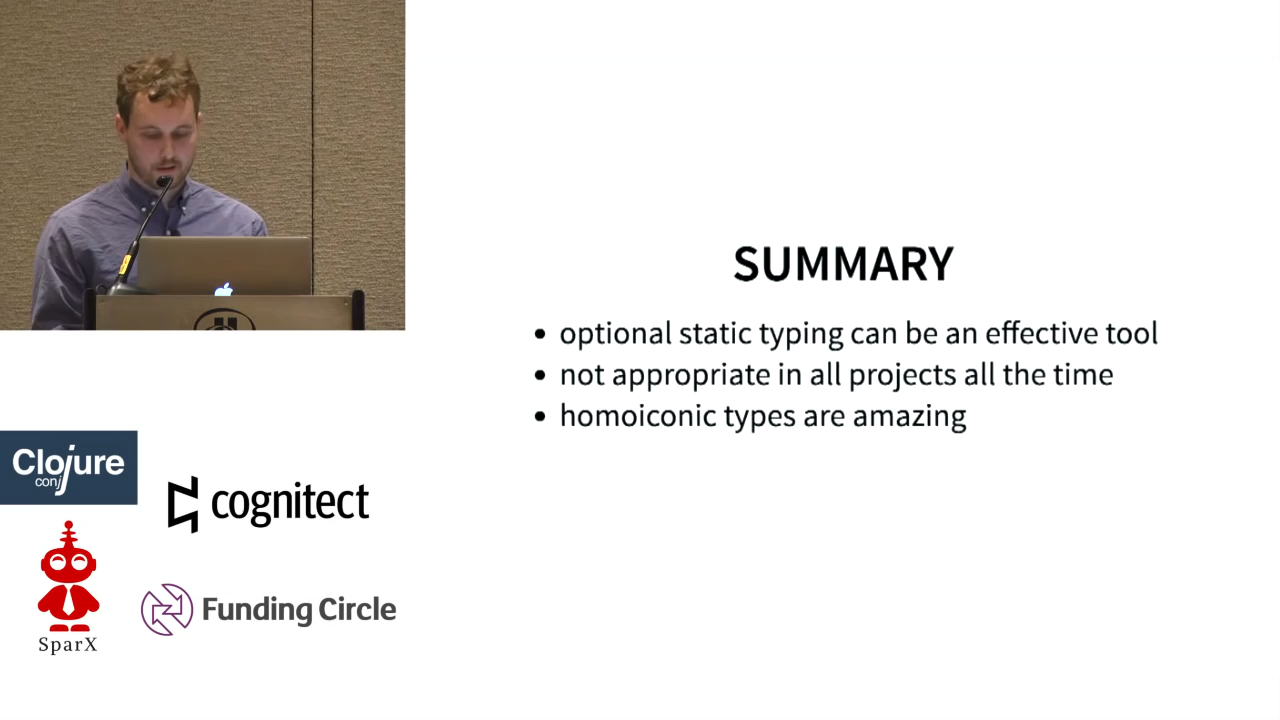 SUMMARY
• optional static typing can be an effective tool
• not appropriate in all projects all the time
• homoiconic types are amazing
Clojure
conj
cognitect
SparX
Funding Circle